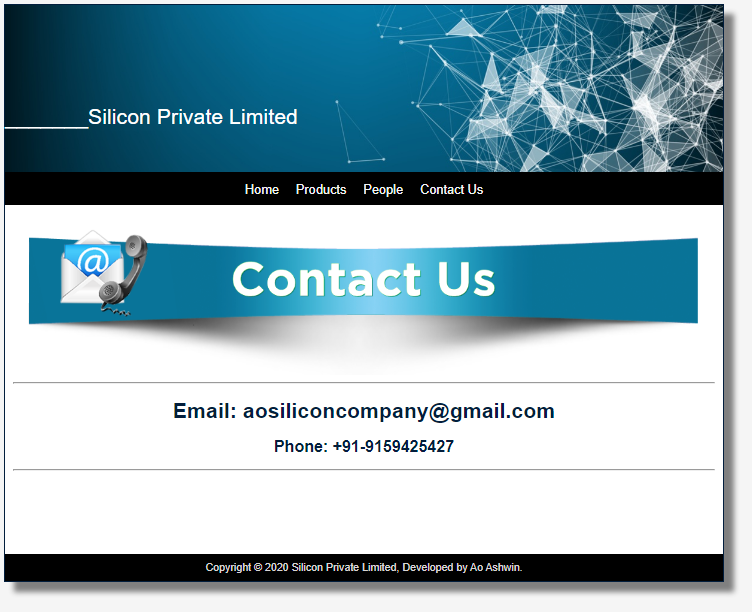 _______Silicon Private Limited
Home Products People Contact Us
@
Contact Us
Email: aosiliconcompany@gmail.com
Phone: +91-9159425427
Copyright © 2020 Silicon Private Limited, Developed by Ao Ashwin.